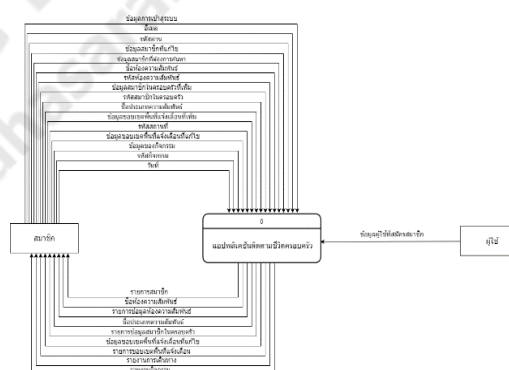 ข้อมูลการเข้าสู่ระบบ
อีเมล
รหัสผ่าน
ข้อมูลสมาชิกที่แก้ไข
ข้อมูลสมาชิกที่ต้องการค้นหา
ชื่อห้องความสัมพันธ์
รหัสห้องความสัมพันธ์
ข้อมูลสมาชิกในครอบครัวที่เพิ่ม
รหัสสมาชิกในครอบครัว
ชื่อประเภทความสัมพันธ์
ข้อมูลขอบเขตพื้นที่แจ้งเตือนที่เพิ่ม
รหัสสถานที่
ข้อมูลขอบเขตพื้นที่แจ้งเตือนที่แก้ไข
ข้อมูลของกิจกรรม
รหัสกิจกรรม
วันที่
0
สมาชิก
แอปพลิเคชันติดตามชีวิตครอบครัว
ข้อมูลผู้ใช้ที่สมัครสมาชิก
ผู้ใช้
รายการสมาชิก
ชื่อห้องความสัมพันธ์
รายการข้อมูลห้องความสัมพันธ์
ชื่อประเภทความสัมพันธ์
รายการข้อมูลสมาชิกในครอบครัว
ข้อมูลขอบเขตพื้นที่แจ้งเตือนที่แก้ไข
รายการขอบเขตพื้นที่แจ้งเตือน
รายงานการเดินทาง